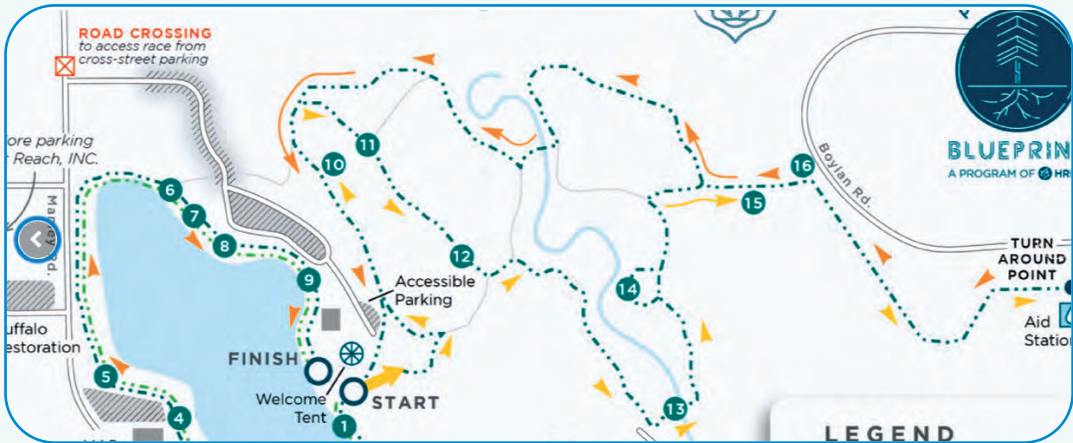 ROAD CROSSING
to access race from
cross-street parking
ore parking
Reach, INC.
BLUEPRIN
A PROGRAM OF HR
Boylan Rd.
TURN
AROUND
POINT
Aid
Statio
uffalo
estoration
Accessible
Parking
FINISH
Welcome
Tent
START
1
4
5
6
7
8
9
10
11
12
13
14
15
16
LEGEND